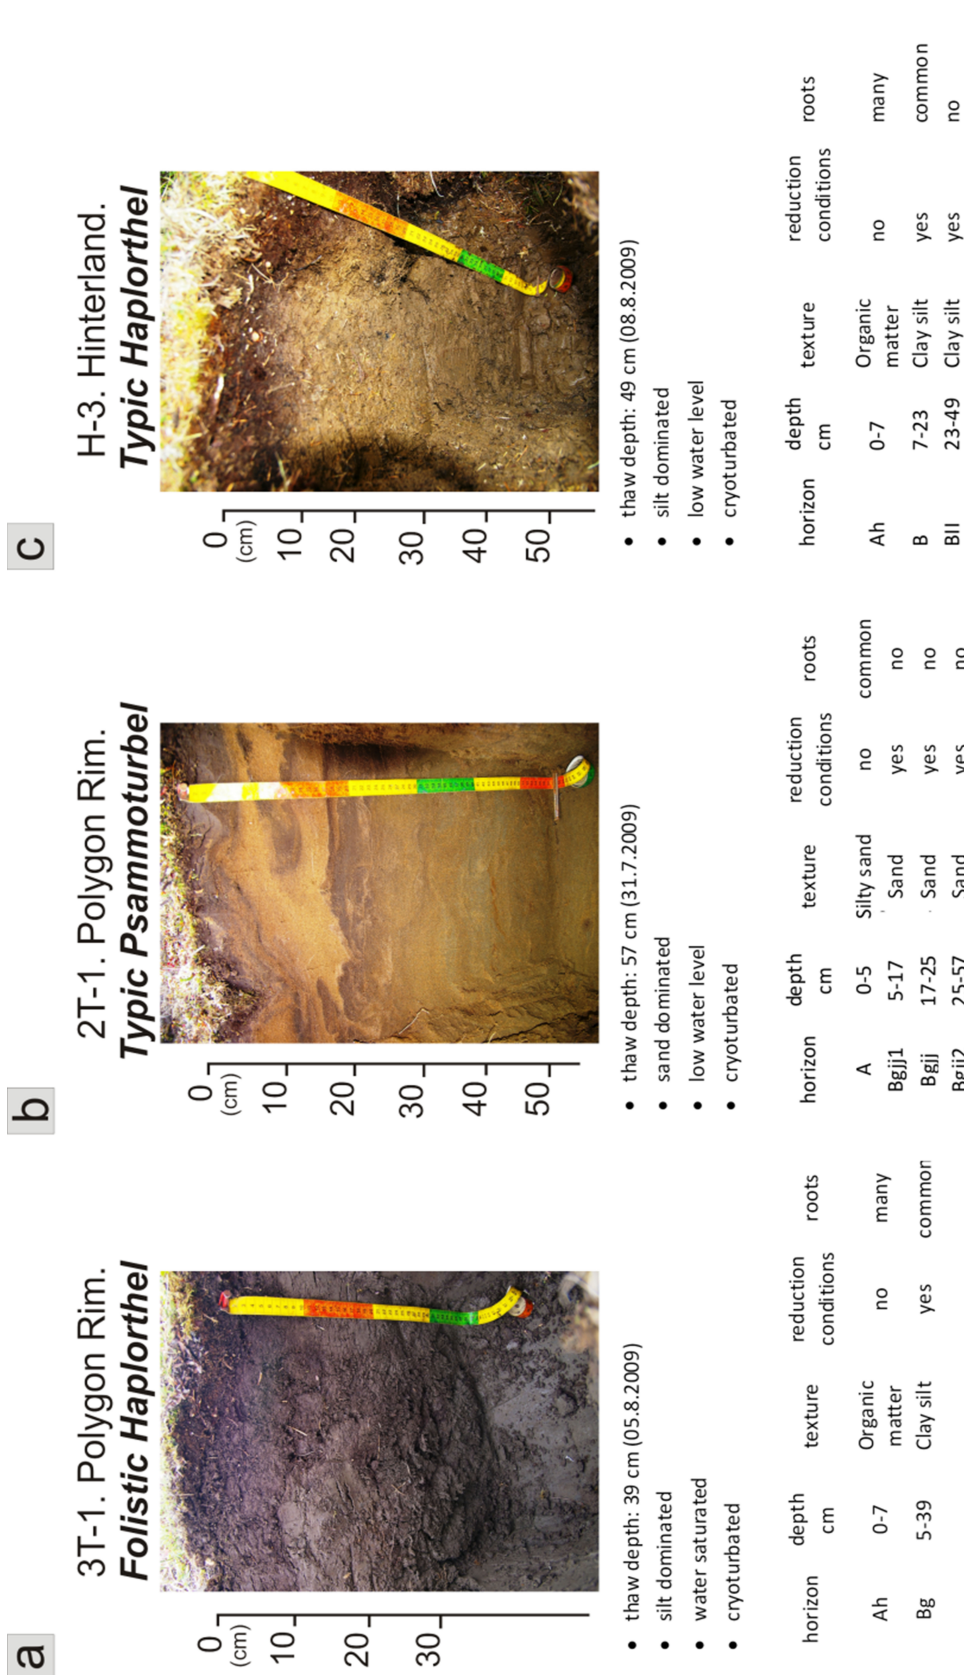 a
3T-1. Polygon Rim.
Folistic Haplorthel
0
(cm)
10
20
30
• thaw depth: 39 cm (05.8.2009)
• silt dominated
• water saturated
• cryoturbated
horizon depth cm texture reduction conditions roots
Ah 0-7 Organic matter no many
Bg 5-39 Clay silt yes common
b
2T-1. Polygon Rim.
Typic Psammoturbel
0
(cm)
10
20
30
40
50
• thaw depth: 57 cm (31.7.2009)
• sand dominated
• low water level
• cryoturbated
horizon depth cm texture reduction conditions roots
A 0-5 Silty sand no common
Bgjj1 5-17 Sand yes no
Bgjj 17-25 Sand yes no
Bgjj2 25-57 Sand yes no
c
H-3. Hinterland.
Typic Haplorthel
0
(cm)
10
20
30
40
50
• thaw depth: 49 cm (08.8.2009)
• silt dominated
• low water level
• cryoturbated
horizon depth cm texture reduction conditions roots
Ah 0-7 Organic matter no many
B 7-23 Clay silt yes common
BII 23-49 Clay silt yes no